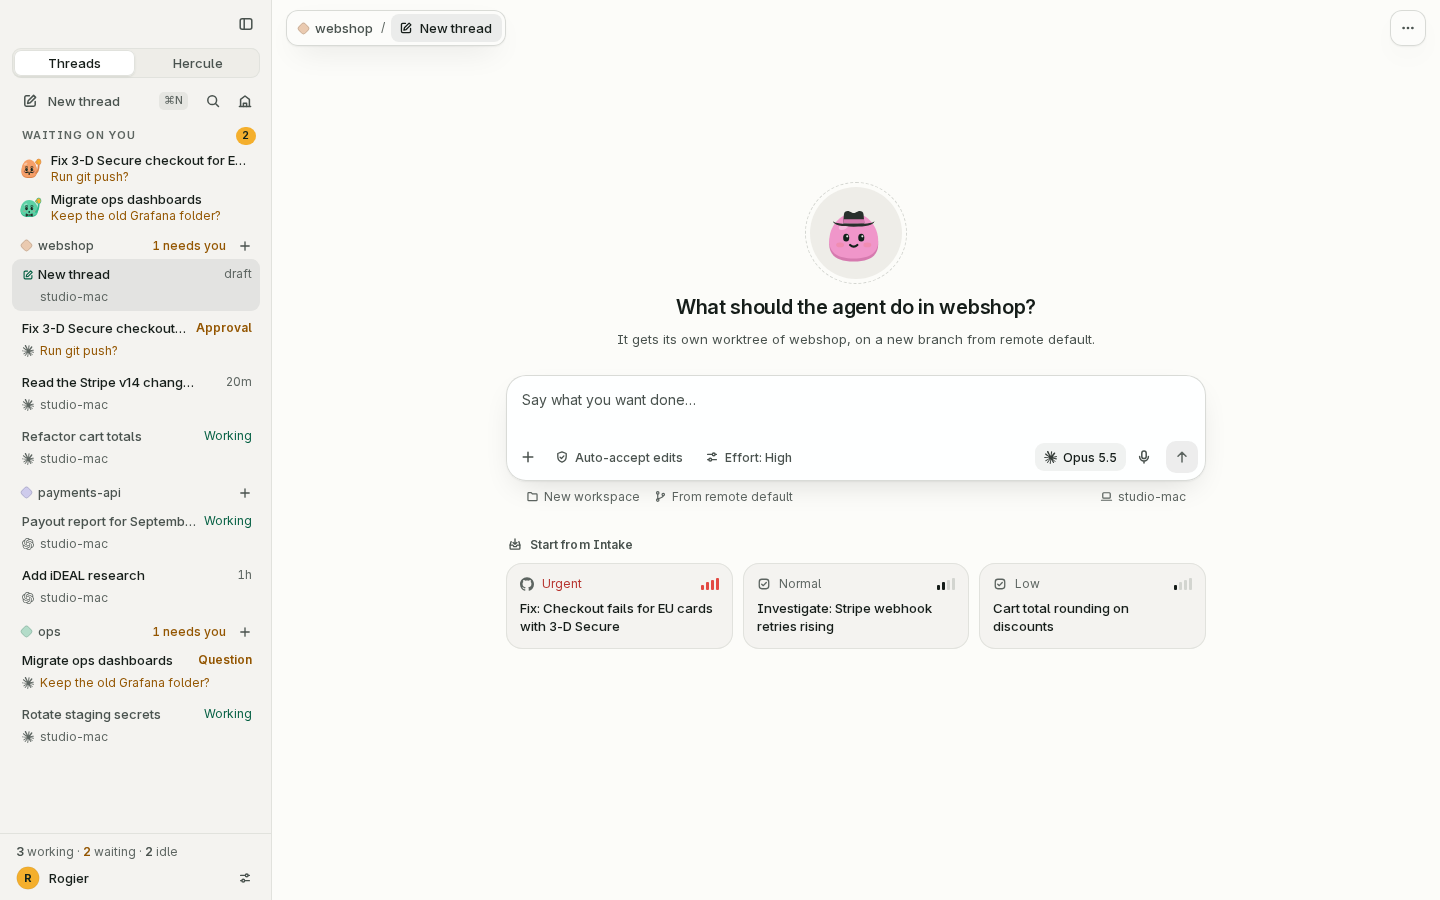 Threads
Hercule
New thread
⌘N
WAITING ON YOU
2
Fix 3-D Secure checkout for E…
Run git push?
Migrate ops dashboards
Keep the old Grafana folder?
webshop
1 needs you
New thread
draft
studio-mac
Fix 3-D Secure checkout…
Approval
Run git push?
Read the Stripe v14 chang…
20m
studio-mac
Refactor cart totals
Working
studio-mac
payments-api
Payout report for Septemb…
Working
studio-mac
Add iDEAL research
1h
studio-mac
ops
1 needs you
Migrate ops dashboards
Question
Keep the old Grafana folder?
Rotate staging secrets
Working
studio-mac
3 working · 2 waiting · 2 idle
R
Rogier
webshop / New thread
What should the agent do in webshop?
It gets its own worktree of webshop, on a new branch from remote default.
Say what you want done…
Auto-accept edits
Effort: High
Opus 5.5
New workspace
From remote default
studio-mac
Start from Intake
Urgent
Fix: Checkout fails for EU cards
with 3-D Secure
Normal
Investigate: Stripe webhook
retries rising
Low
Cart total rounding on
discounts